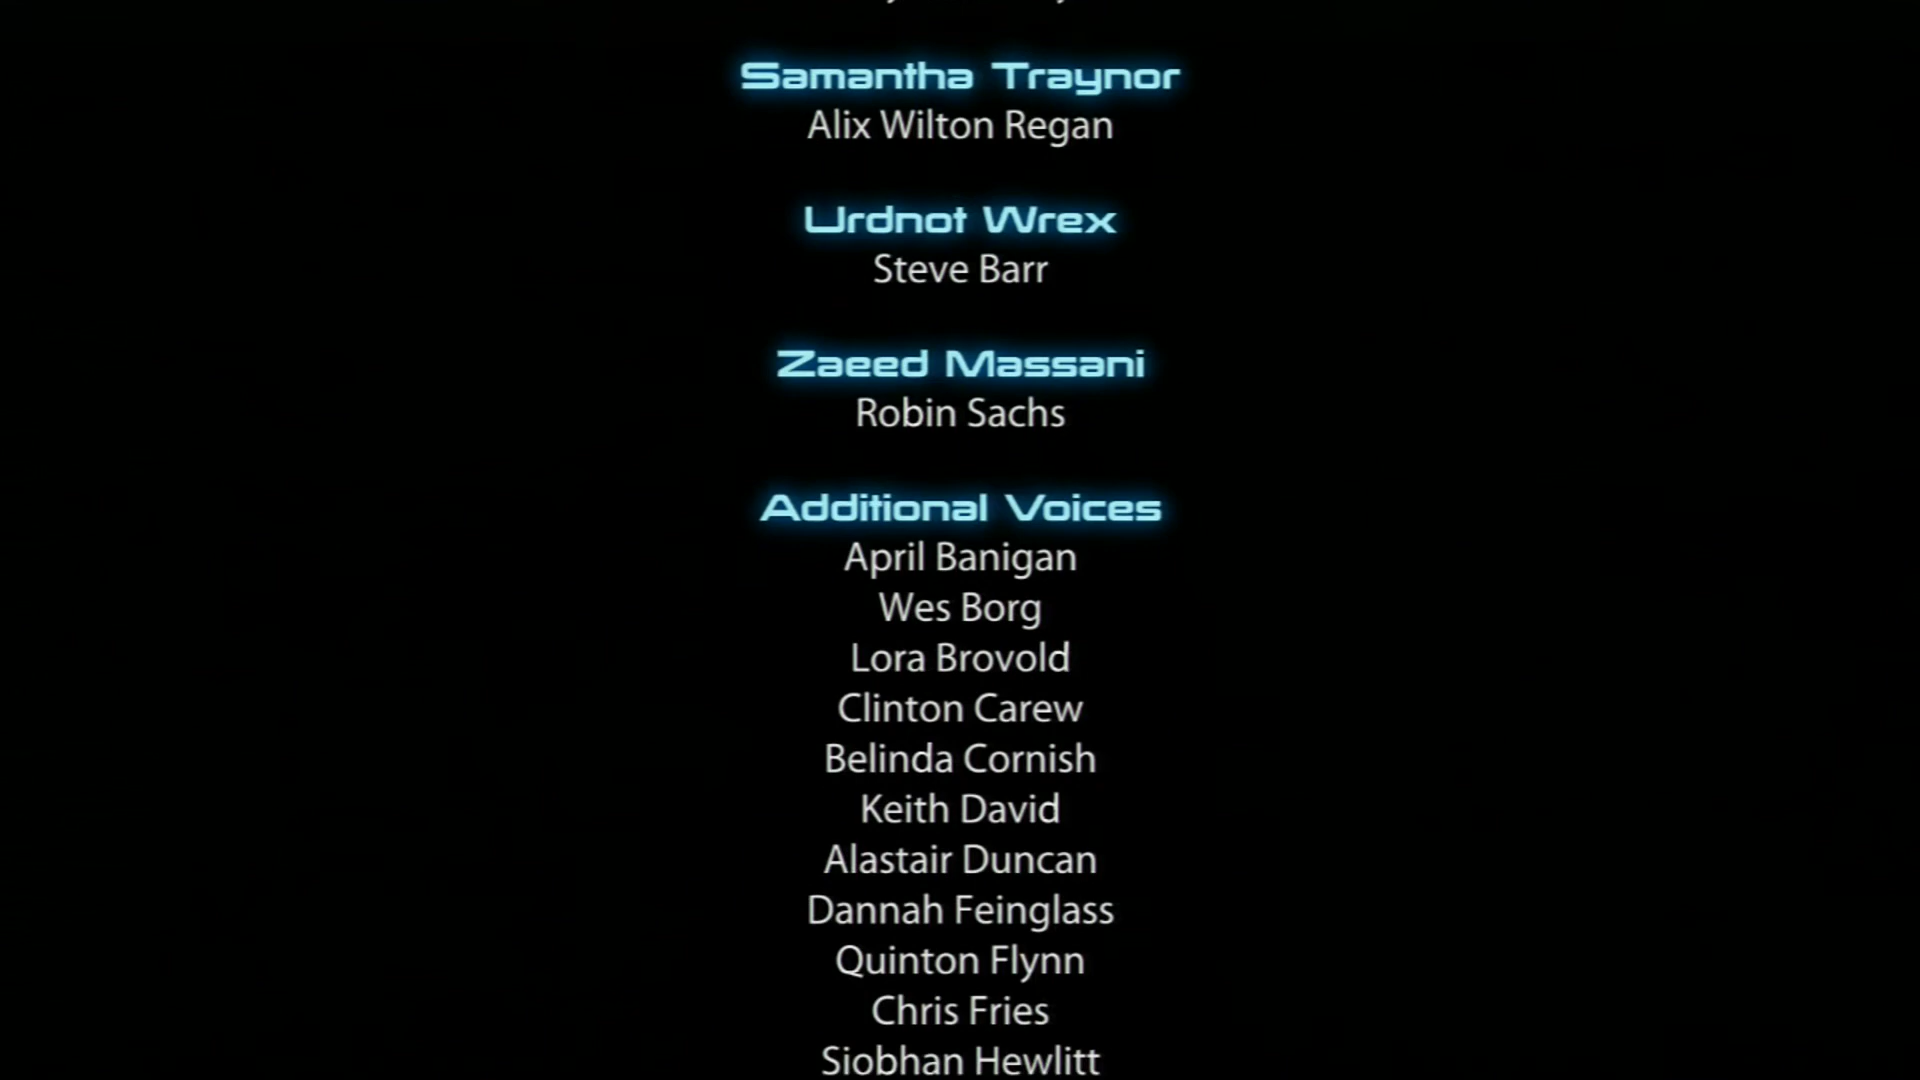 Samantha Traynor
Alix Wilton Regan
Urdnot Wrex
Steve Barr
Zaeed Massani
Robin Sachs
Additional Voices
April Banigan
Wes Borg
Lora Brovold
Clinton Carew
Belinda Cornish
Keith David
Alastair Duncan
Dannah Feinglass
Quinton Flynn
Chris Fries
Siobhan Hewlitt